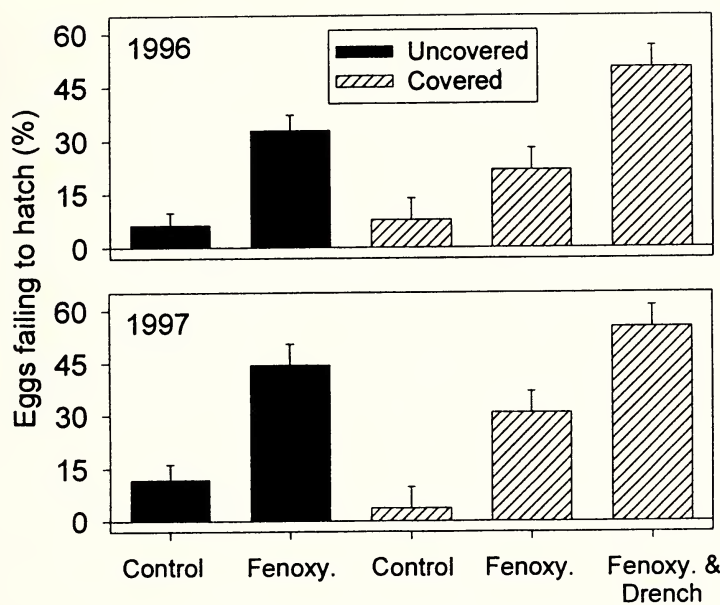 Eggs failing to hatch (%)
1996
Uncovered
Covered
60
45
30
15
0
1997
60
45
30
15
0
Control
Fenoxy.
Control
Fenoxy.
Fenoxy. &
Drench